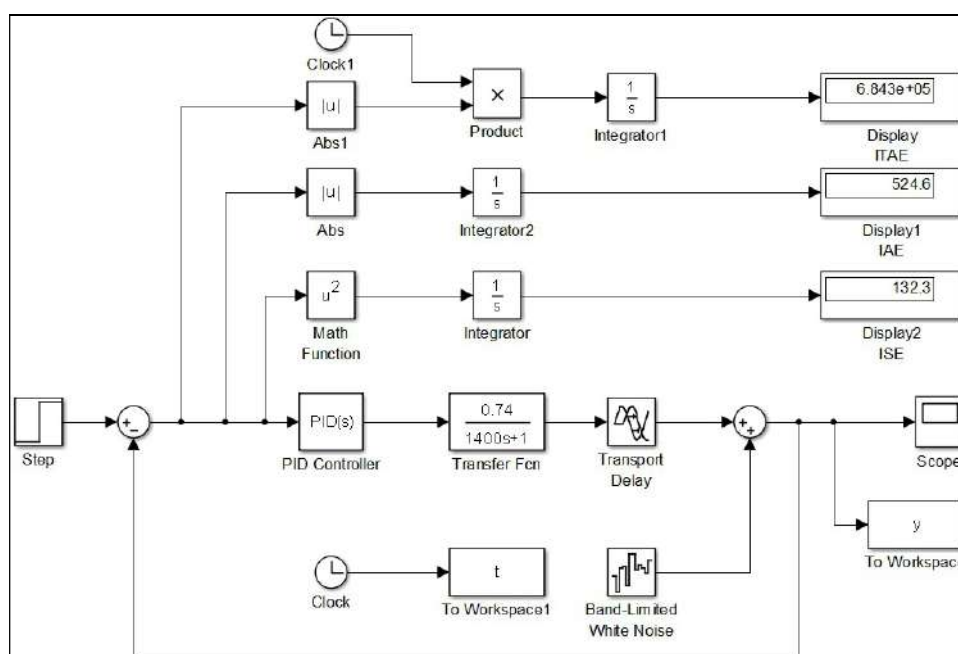 Clock1
|u|
Abs1
×
Product
1
s
Integrator1
6.843e+05
Display
ITAE
|u|
Abs
1
s
Integrator2
524.6
Display1
IAE
u2
Math
Function
1
s
Integrator
132.3
Display2
ISE
Step
+
−
PID(s)
PID Controller
0.74
1400s+1
Transfer Fcn
Transport
Delay
+
+
Scope
y
To Workspace
Clock
t
To Workspace1
Band-Limited
White Noise